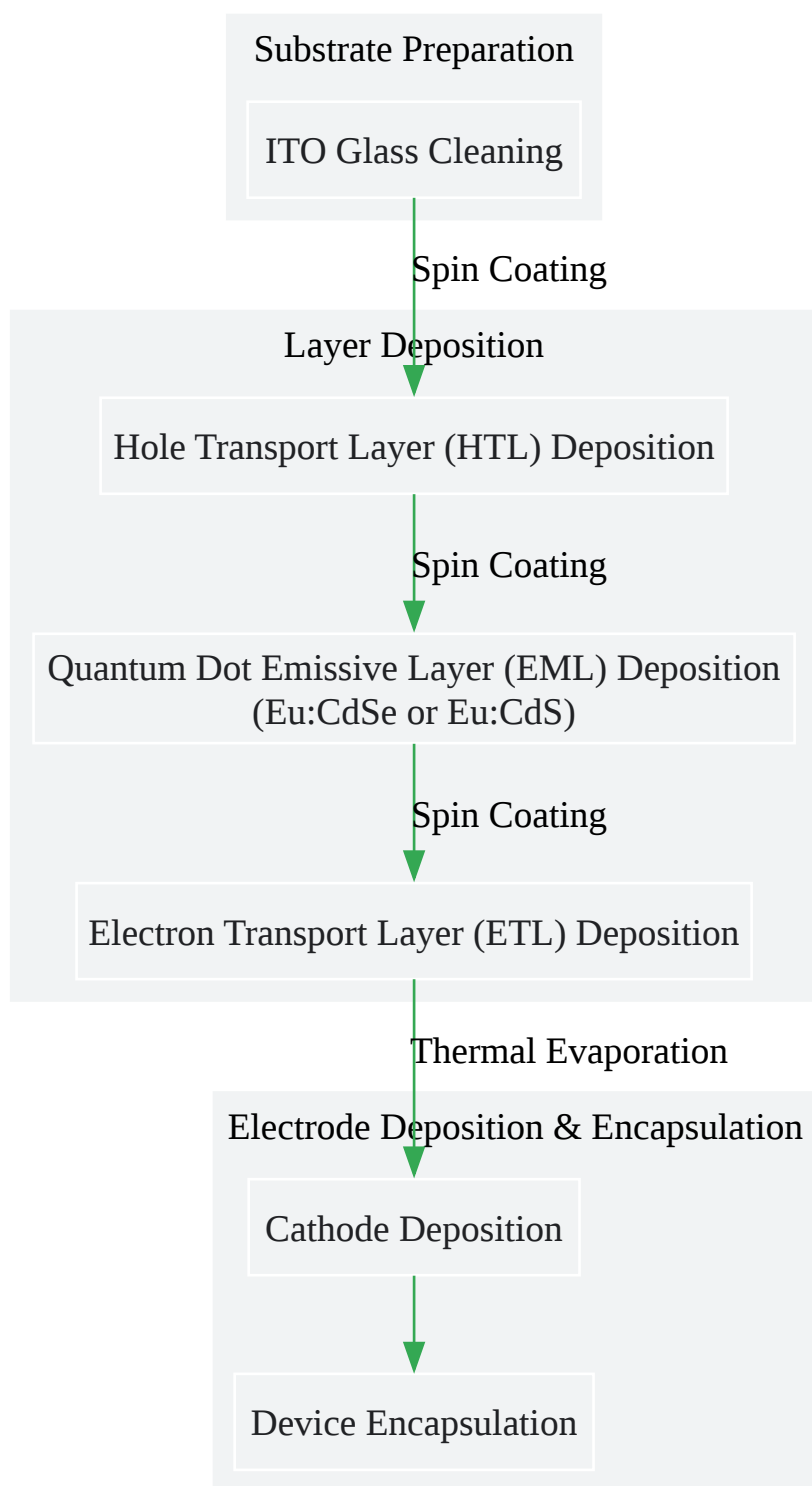 Substrate Preparation
ITO Glass Cleaning
Spin Coating
Layer Deposition
Hole Transport Layer (HTL) Deposition
Spin Coating
Quantum Dot Emissive Layer (EML) Deposition
(Eu:CdSe or Eu:CdS)
Spin Coating
Electron Transport Layer (ETL) Deposition
Thermal Evaporation
Electrode Deposition & Encapsulation
Cathode Deposition
Device Encapsulation